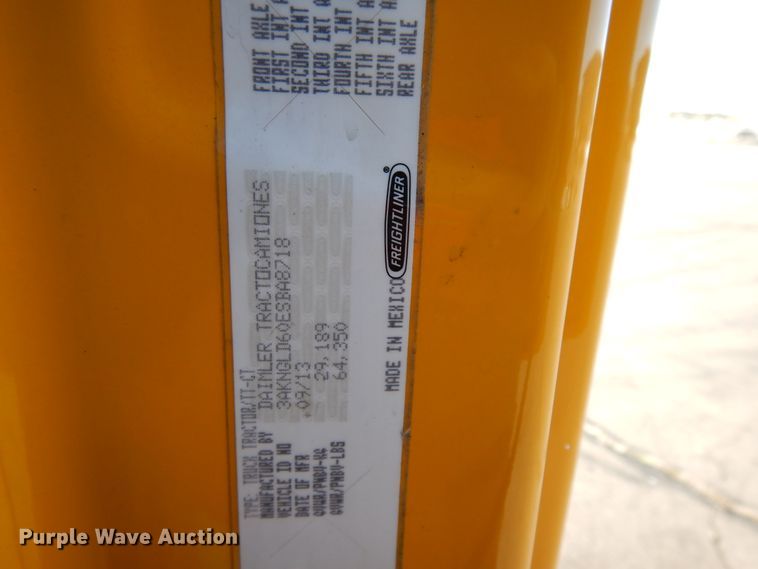 FRONT AXLE
FIRST INT
SECOND INT
THIRD INT A
FOURTH INT
FIFTH INT A
SIXTH INT A
REAR AXLE
TYPE: TRUCK TRACTOR/TT-CT
MANUFACTURED BY DAIMLER TRACTOCAMIONES
VEHICLE ID NO 3AKNGLD60ESBA8718
DATE OF MFR 09/13
GVWR/PNBV-KG 29,189
GVWR/PNBV-LBS 64,350
MADE IN MEXICO FREIGHTLINER®
Purple Wave Auction